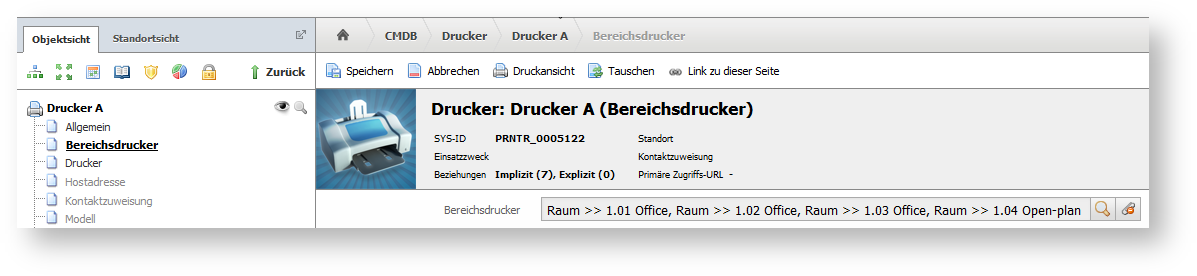 Objektsicht Standortsicht
CMDB Drucker Drucker A Bereichsdrucker
Zurück
Speichern Abbrechen Druckansicht Tauschen Link zu dieser Seite
Drucker A
Allgemein
Bereichsdrucker
Drucker
Hostadresse
Kontaktzuweisung
Modell
Drucker: Drucker A (Bereichsdrucker)
SYS-ID PRNTR_0005122 Standort
Einsatzzweck Kontaktzuweisung
Beziehungen Implizit (7), Explizit (0) Primäre Zugriffs-URL -
Bereichsdrucker Raum >> 1.01 Office, Raum >> 1.02 Office, Raum >> 1.03 Office, Raum >> 1.04 Open-plan